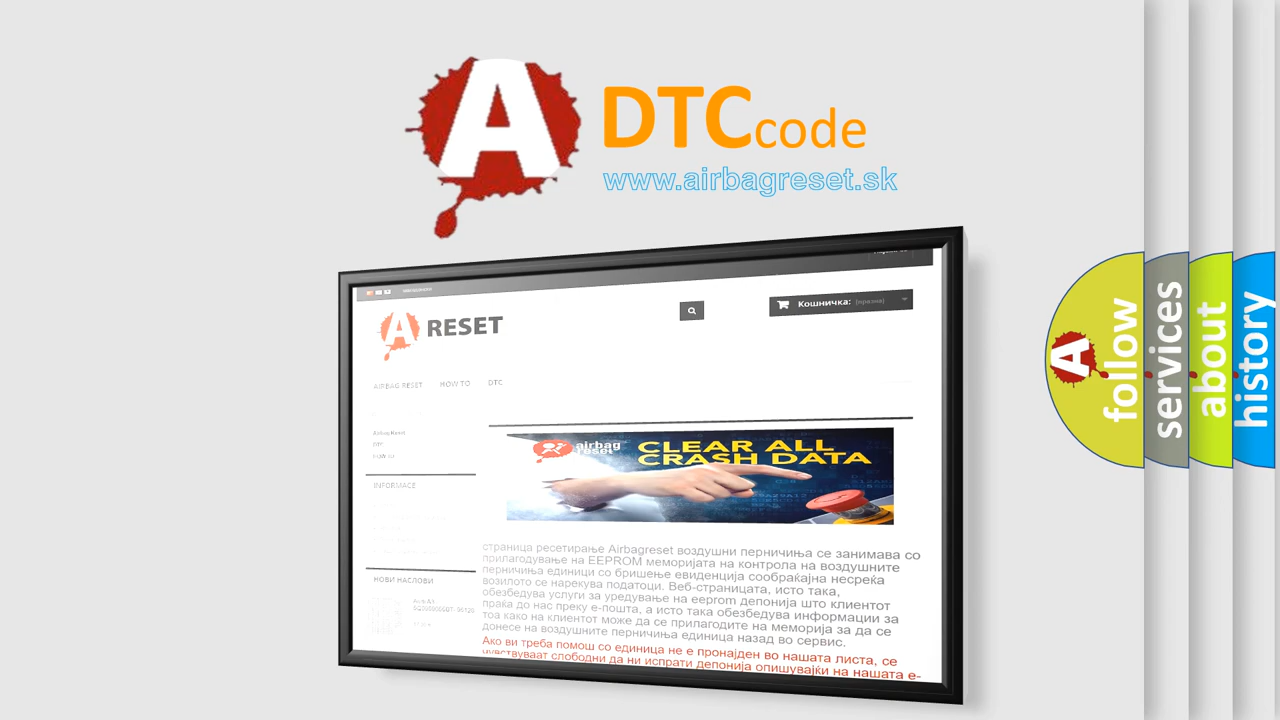 A DTC code
www.airbagreset.sk
A RESET
Кошничка: (празна)
AIRBAG RESET HOW TO DTC
Airbag Reset
DTC
INFORMACE
НОВИ НАСЛОВИ
airbag reset
CLEAR ALL
CRASH DATA
страница ресетирање Airbagreset воздушни перничиња се занимава со
прилагодување на EEPROM меморијата на контрола на воздушните
перничиња единици со бришење евиденција сообраќајна несреќа
возилото се нарекува податоци. Веб-страницата, исто така,
обезбедува услуги за уредување на eeprom депонија што клиентот
праќа до нас преку е-пошта, а исто така обезбедува информации за
тоа како на клиентот може да се прилагодите на меморија за да се
донесе на воздушните перничиња единица назад во сервис.
Ако ви треба помош со единица не е пронајден во нашата листа, се
чувствуваат слободни да ни испрати депонија опишувајќи на нашата е-
A follow
services
about
history